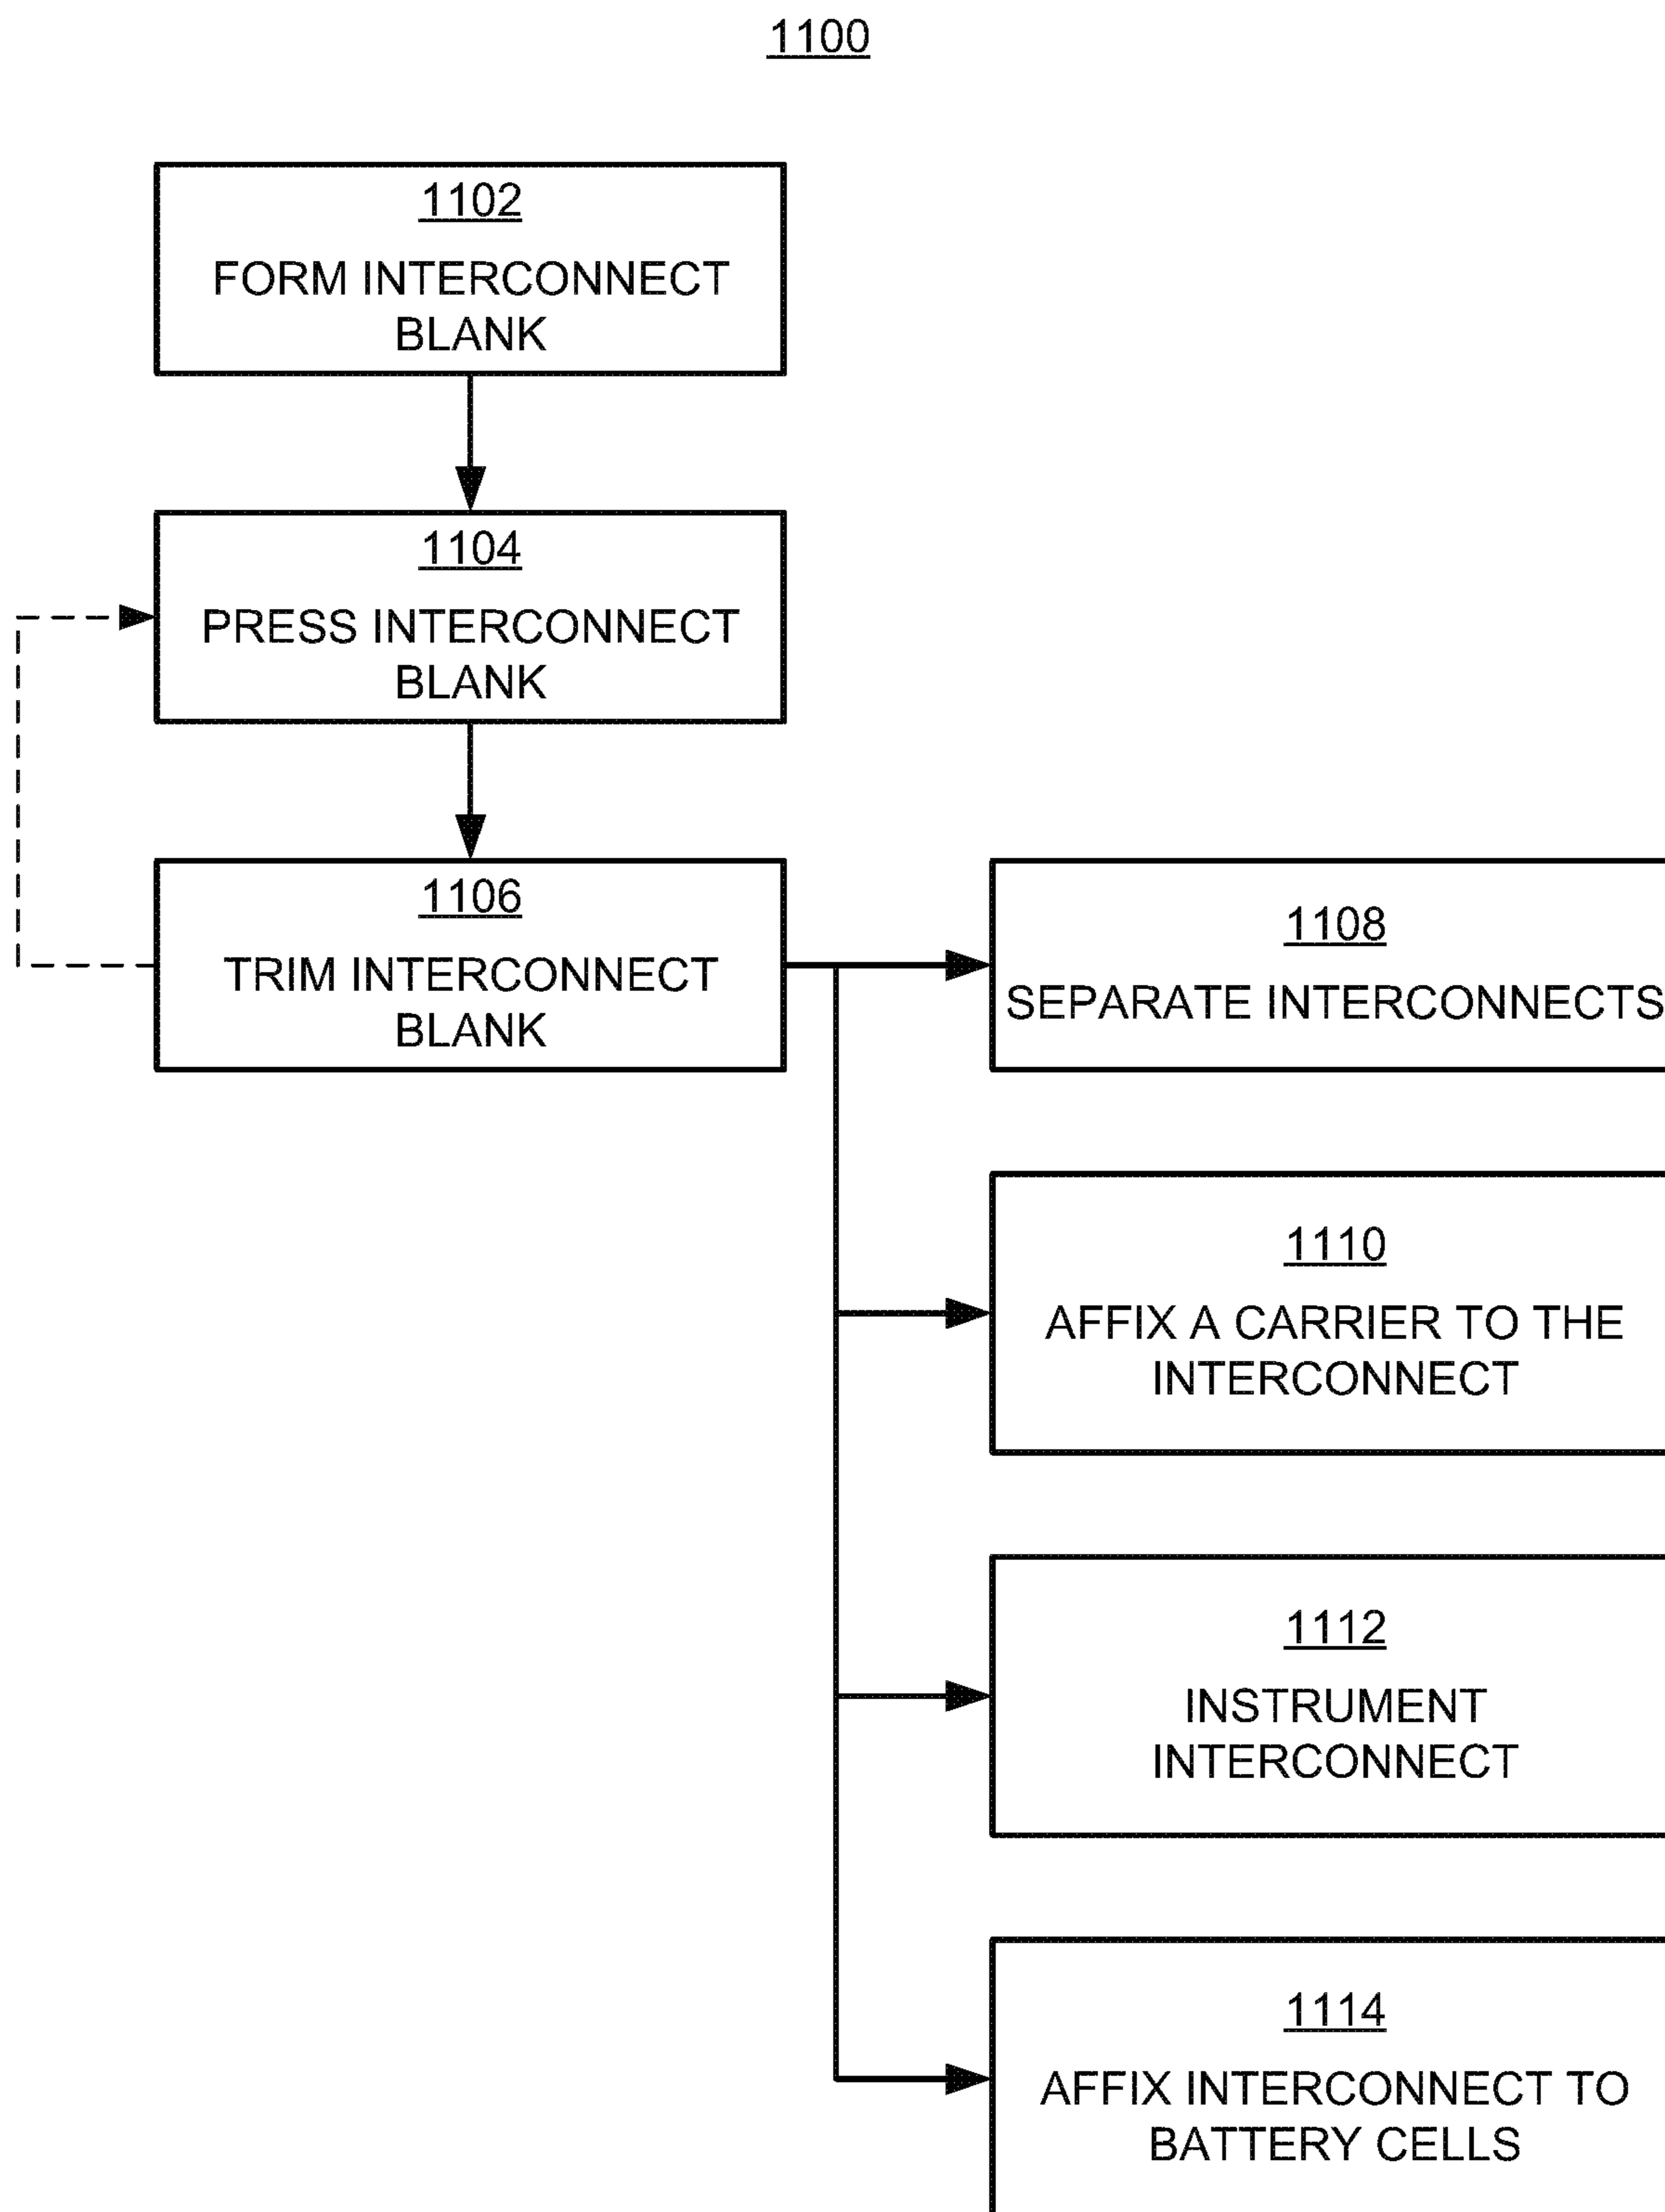 1100
1102
FORM INTERCONNECT
BLANK
1104
PRESS INTERCONNECT
BLANK
1106
TRIM INTERCONNECT
BLANK
1108
SEPARATE INTERCONNECTS
1110
AFFIX A CARRIER TO THE
INTERCONNECT
1112
INSTRUMENT
INTERCONNECT
1114
AFFIX INTERCONNECT TO
BATTERY CELLS